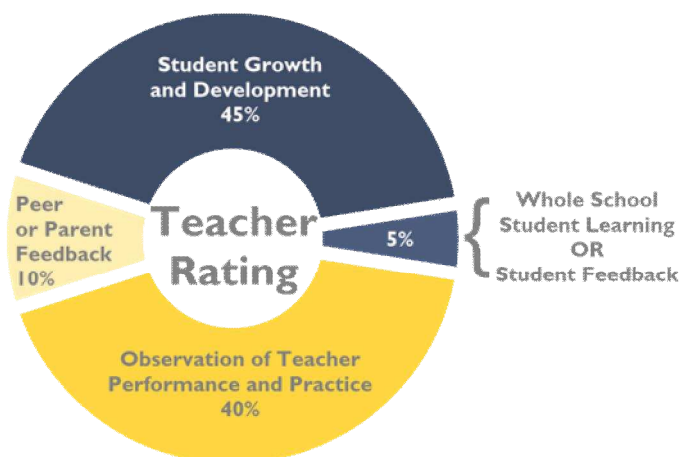 Student Growth
and Development
45%
Peer
or Parent
Feedback
10%
Teacher
Rating
5%
Whole School
Student Learning
OR
Student Feedback
Observation of Teacher
Performance and Practice
40%